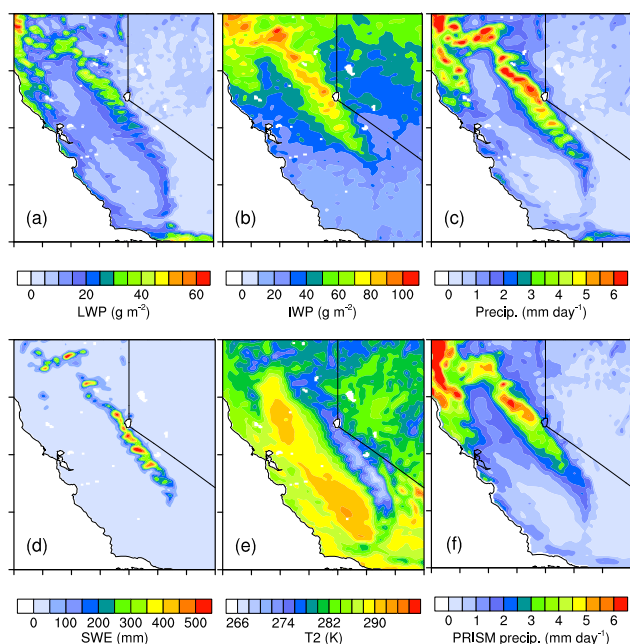 (a)
(b)
(c)
0 20 40 60
LWP (g m⁻²)
0 20 40 60 80 100
IWP (g m⁻²)
0 1 2 3 4 5 6
Precip. (mm day⁻¹)
(d)
(e)
(f)
0 100 200 300 400 500
SWE (mm)
266 274 282 290
T2 (K)
0 1 2 3 4 5 6
PRISM precip. (mm day⁻¹)